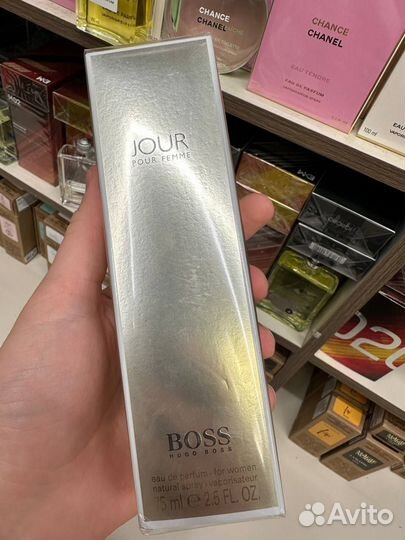 CHANCE
CHANEL
CHANCE
CHANEL
EAU TENDRE
EAU DE PARFUM
100 ml
JOUR
POUR FEMME
BOSS
HUGO BOSS
eau de parfum · for women
natural spray · vaporisateur
75 ml e 2.5 FL. OZ.
Avito